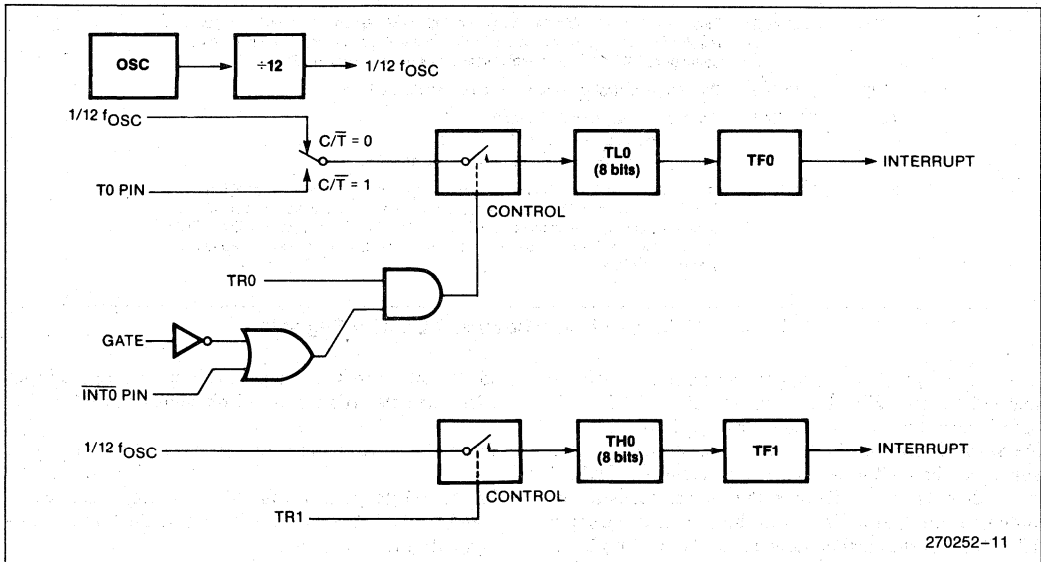 OSC
÷12
1/12 fOSC
1/12 fOSC
C/T̅ = 0
T0 PIN
C/T̅ = 1
CONTROL
TL0
(8 bits)
TF0
INTERRUPT
TR0
GATE
I̅N̅T̅0̅ PIN
1/12 fOSC
CONTROL
TH0
(8 bits)
TF1
INTERRUPT
TR1
270252-11